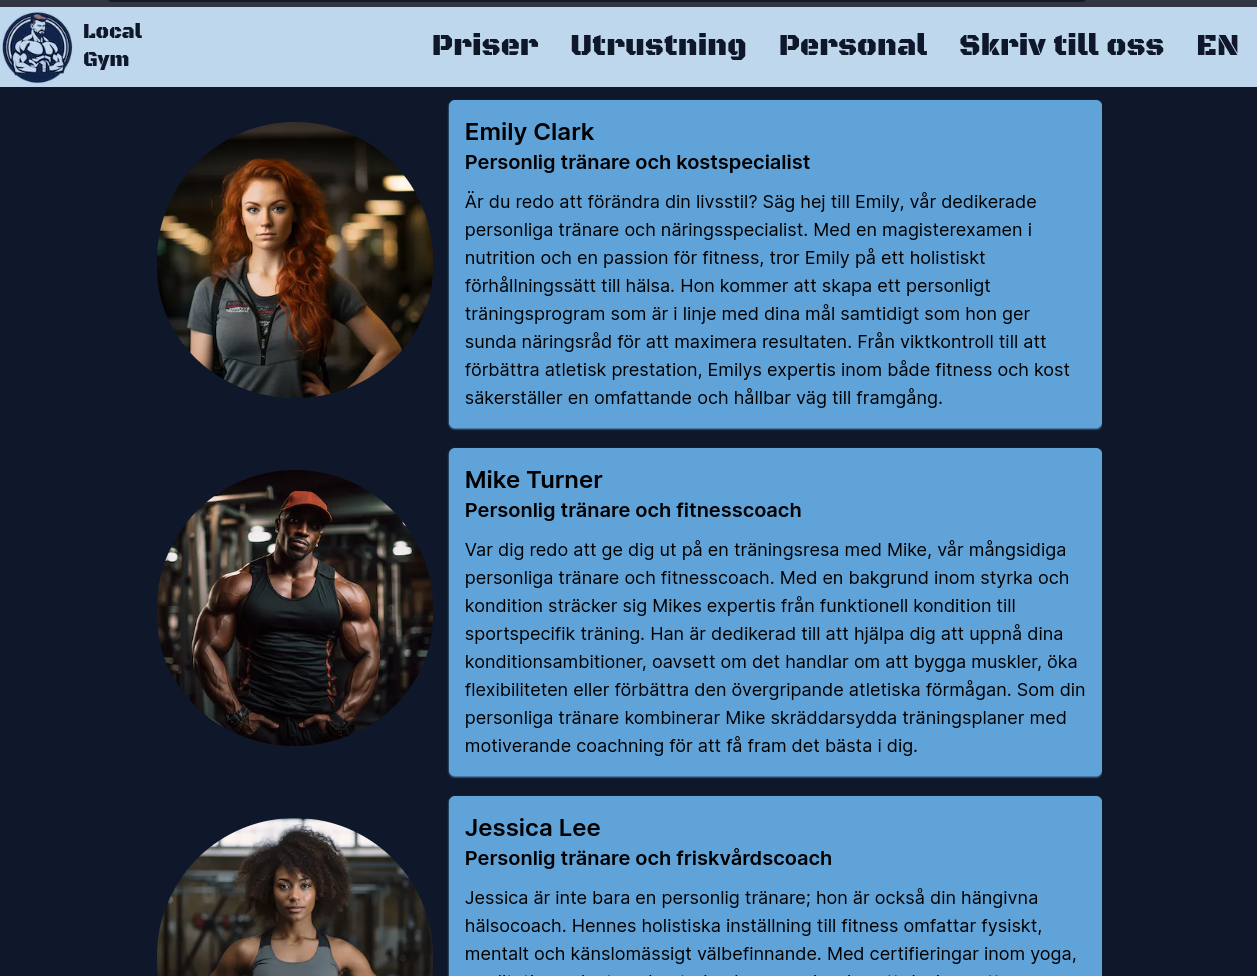 Local
Gym
Priser Utrustning Personal Skriv till oss EN
Emily Clark
Personlig tränare och kostspecialist
Är du redo att förändra din livsstil? Säg hej till Emily, vår dedikerade
personliga tränare och näringsspecialist. Med en magisterexamen i
nutrition och en passion för fitness, tror Emily på ett holistiskt
förhållningssätt till hälsa. Hon kommer att skapa ett personligt
träningsprogram som är i linje med dina mål samtidigt som hon ger
sunda näringsråd för att maximera resultaten. Från viktkontroll till att
förbättra atletisk prestation, Emilys expertis inom både fitness och kost
säkerställer en omfattande och hållbar väg till framgång.
Mike Turner
Personlig tränare och fitnesscoach
Var dig redo att ge dig ut på en träningsresa med Mike, vår mångsidiga
personliga tränare och fitnesscoach. Med en bakgrund inom styrka och
kondition sträcker sig Mikes expertis från funktionell kondition till
sportspecifik träning. Han är dedikerad till att hjälpa dig att uppnå dina
konditionsambitioner, oavsett om det handlar om att bygga muskler, öka
flexibiliteten eller förbättra den övergripande atletiska förmågan. Som din
personliga tränare kombinerar Mike skräddarsydda träningsplaner med
motiverande coachning för att få fram det bästa i dig.
Jessica Lee
Personlig tränare och friskvårdscoach
Jessica är inte bara en personlig tränare; hon är också din hängivna
hälsocoach. Hennes holistiska inställning till fitness omfattar fysiskt,
mentalt och känslomässigt välbefinnande. Med certifieringar inom yoga,